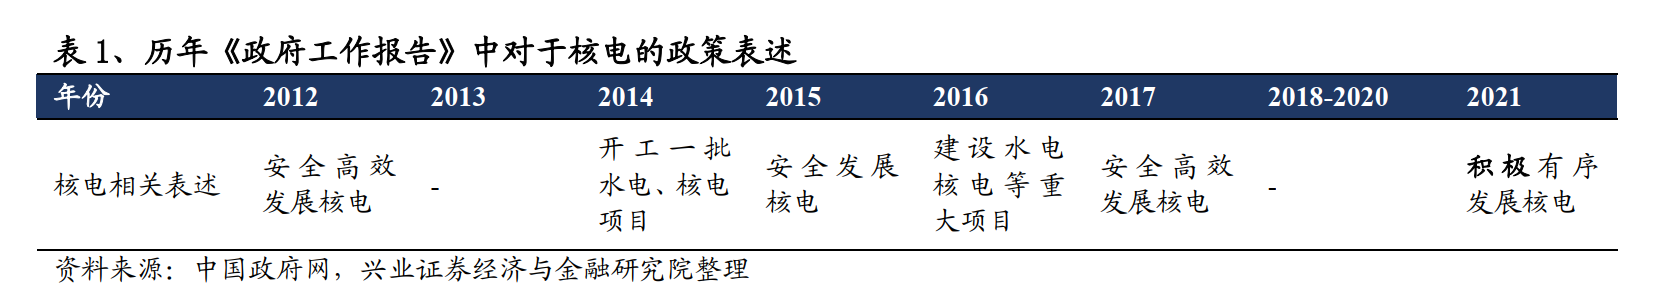 表 1、历年《政府工作报告》中对于核电的政策表述
年份 2012 2013 2014 2015 2016 2017 2018-2020 2021
核电相关表述 安全高效发展核电 - 开工一批水电、核电项目 安全发展核电 建设水电核电等重大项目 安全高效发展核电 - 积极有序发展核电
资料来源：中国政府网，兴业证券经济与金融研究院整理